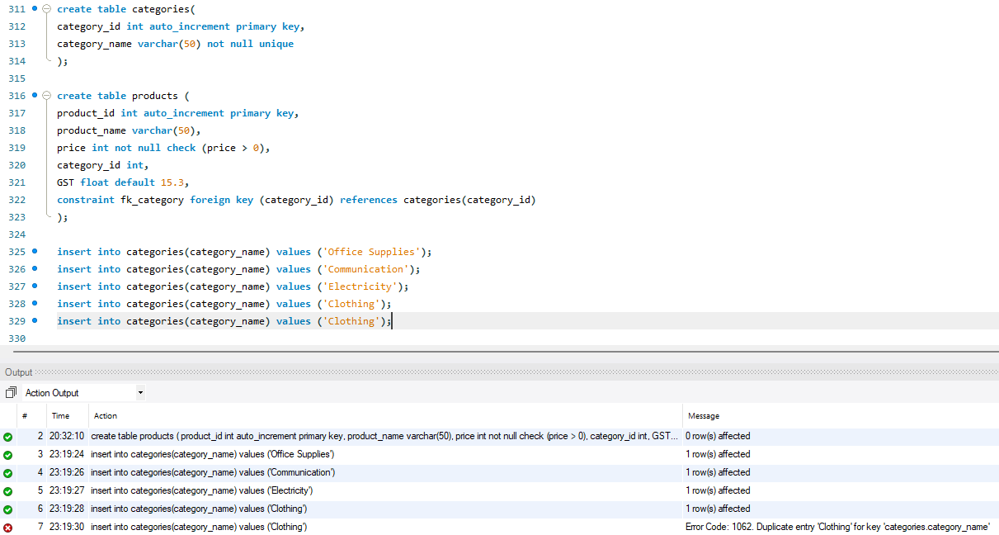 311 create table categories(
312 category_id int auto_increment primary key,
313 category_name varchar(50) not null unique
314 );
315
316 create table products (
317 product_id int auto_increment primary key,
318 product_name varchar(50),
319 price int not null check (price > 0),
320 category_id int,
321 GST float default 15.3,
322 constraint fk_category foreign key (category_id) references categories(category_id)
323 );
324
325 insert into categories(category_name) values ('Office Supplies');
326 insert into categories(category_name) values ('Communication');
327 insert into categories(category_name) values ('Electricity');
328 insert into categories(category_name) values ('Clothing');
329 insert into categories(category_name) values ('Clothing');
330
Output
Action Output
# Time Action Message
2 20:32:10 create table products ( product_id int auto_increment primary key, product_name varchar(50), price int not null check (price > 0), category_id int, GST... 0 row(s) affected
3 23:19:24 insert into categories(category_name) values ('Office Supplies') 1 row(s) affected
4 23:19:26 insert into categories(category_name) values ('Communication') 1 row(s) affected
5 23:19:27 insert into categories(category_name) values ('Electricity') 1 row(s) affected
6 23:19:28 insert into categories(category_name) values ('Clothing') 1 row(s) affected
7 23:19:30 insert into categories(category_name) values ('Clothing') Error Code: 1062. Duplicate entry 'Clothing' for key 'categories.category_name'